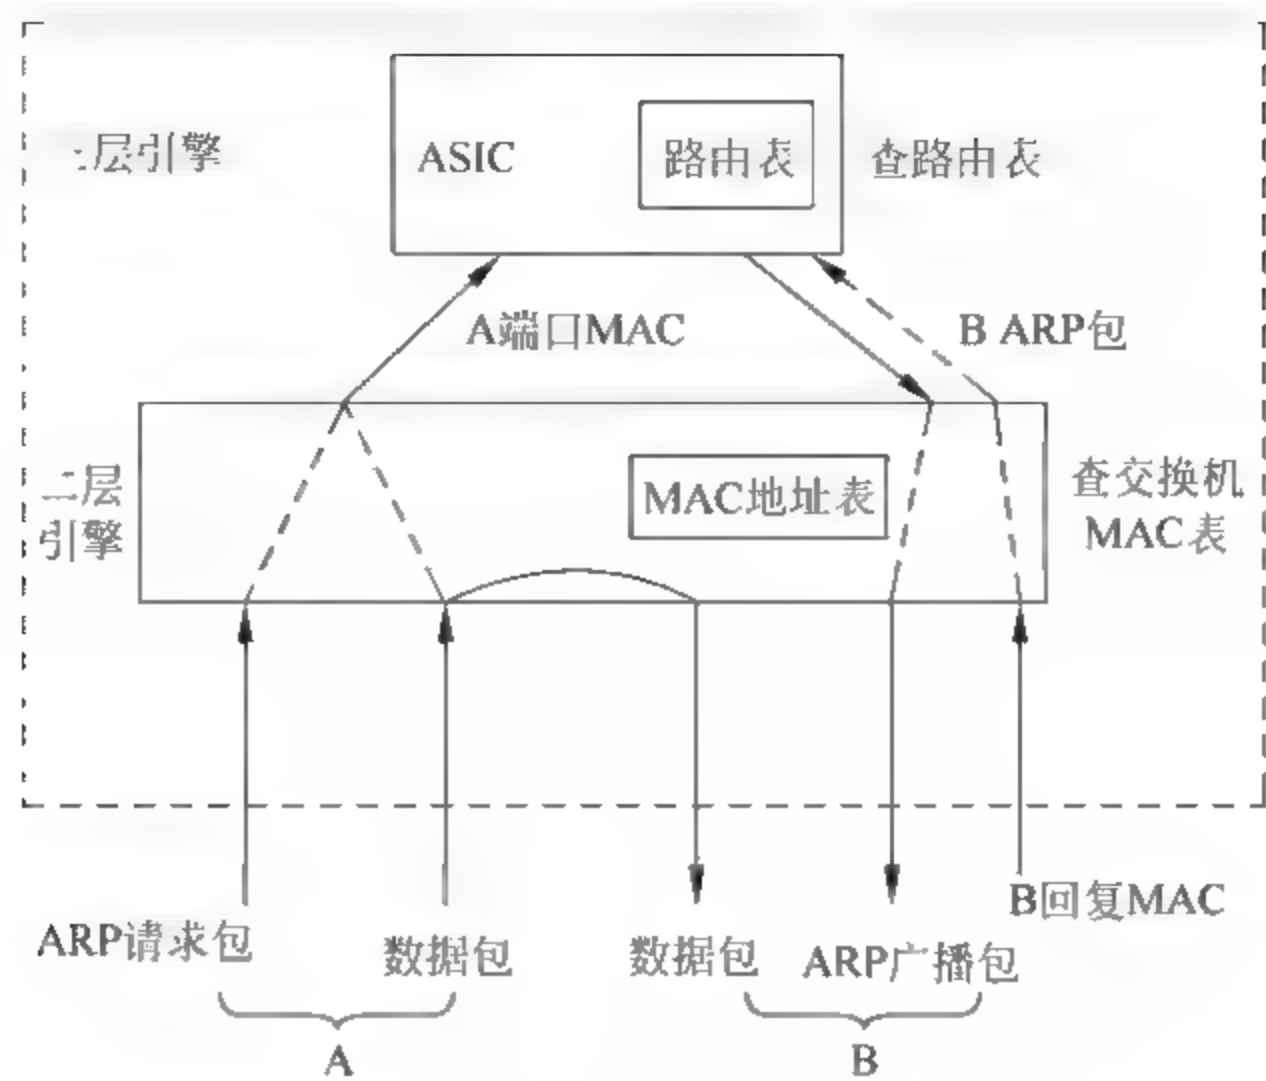 三层引擎
ASIC
路由表
查路由表
A端口MAC
B ARP包
二层
引擎
MAC地址表
查交换机
MAC表
ARP请求包
数据包
数据包
ARP广播包
B回复MAC
A
B